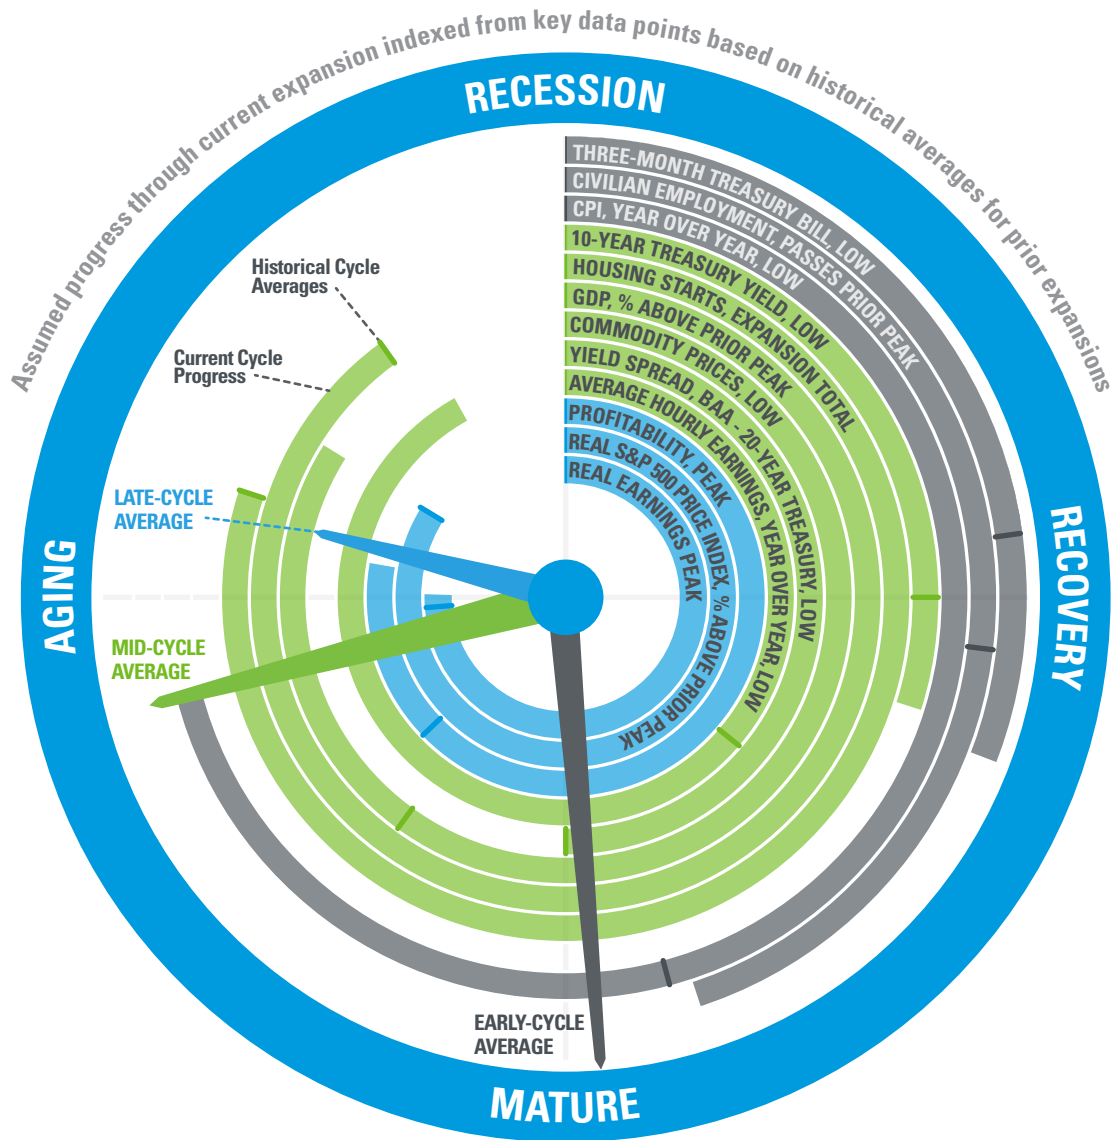 Assumed progress through current expansion indexed from key data points based on historical averages for prior expansions
RECESSION
THREE-MONTH TREASURY BILL, LOW
CIVILIAN EMPLOYMENT, PASSES PRIOR PEAK
CPI, YEAR OVER YEAR, LOW
10-YEAR TREASURY YIELD, LOW
HOUSING STARTS, EXPANSION TOTAL
GDP, % ABOVE PRIOR PEAK
COMMODITY PRICES, LOW
YIELD SPREAD, BAA - 20-YEAR TREASURY, LOW
AVERAGE HOURLY EARNINGS, YEAR OVER YEAR, LOW
PROFITABILITY, PEAK
REAL S&P 500 PRICE INDEX, % ABOVE PRIOR PEAK
REAL EARNINGS PEAK
Historical Cycle
Averages
Current Cycle
Progress
LATE-CYCLE
AVERAGE
RECOVERY
AGING
MID-CYCLE
AVERAGE
EARLY-CYCLE
AVERAGE
MATURE